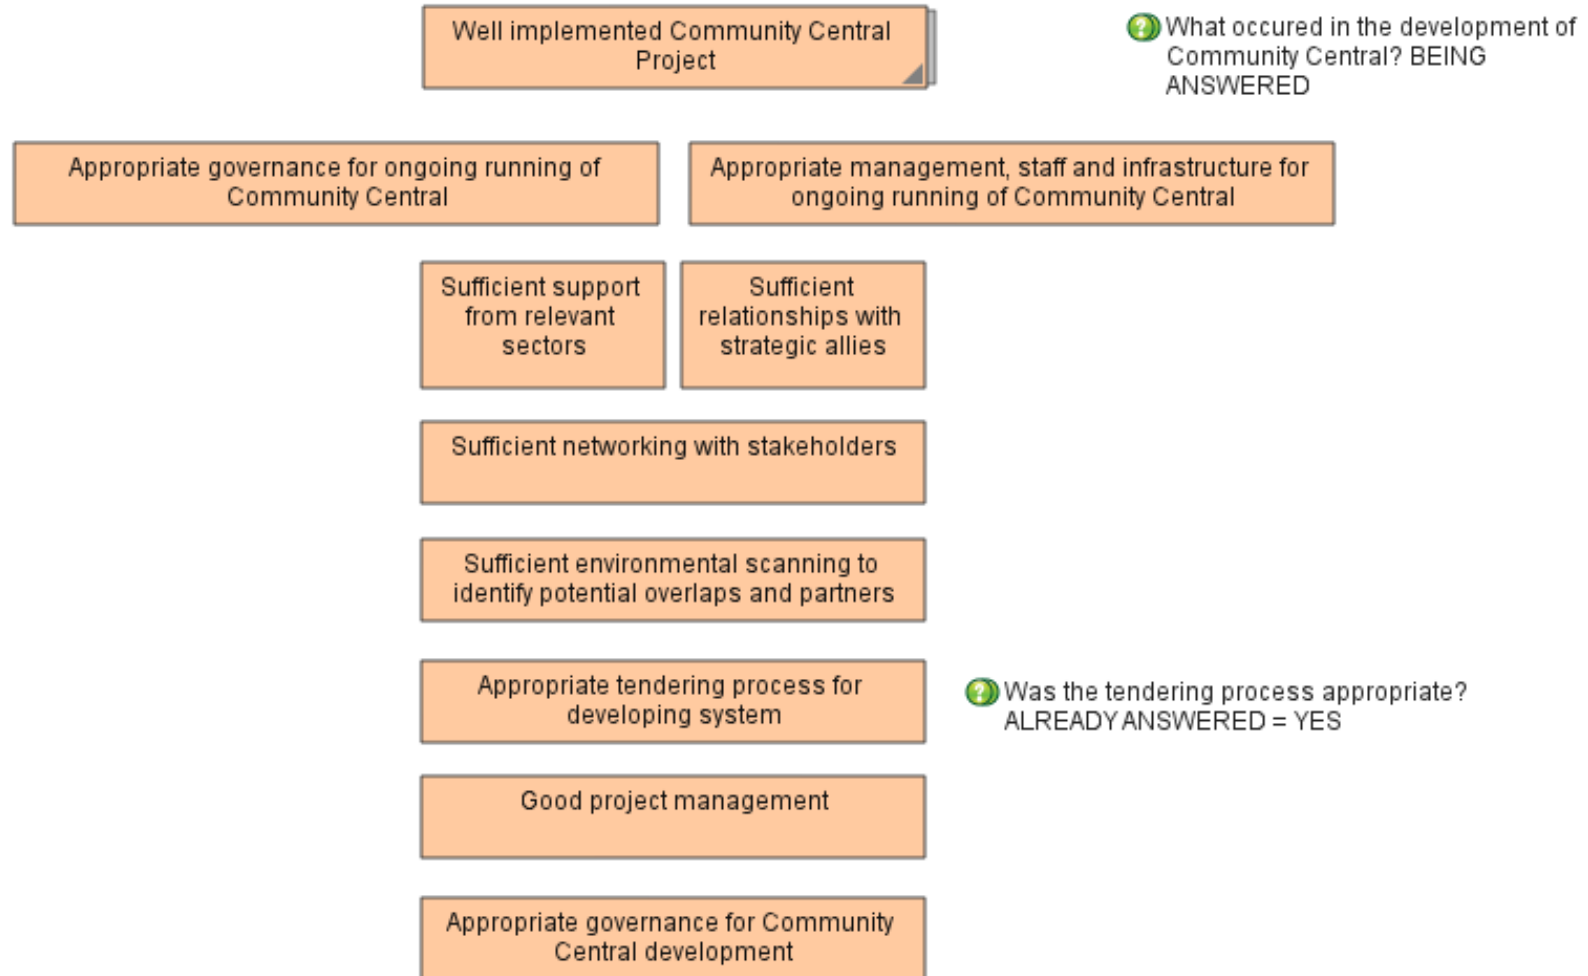 Well implemented Community Central
Project
What occured in the development of
Community Central? BEING
ANSWERED
Appropriate governance for ongoing running of
Community Central
Appropriate management, staff and infrastructure for
ongoing running of Community Central
Sufficient support
from relevant
sectors
Sufficient
relationships with
strategic allies
Sufficient networking with stakeholders
Sufficient environmental scanning to
identify potential overlaps and partners
Appropriate tendering process for
developing system
Was the tendering process appropriate?
ALREADY ANSWERED = YES
Good project management
Appropriate governance for Community
Central development